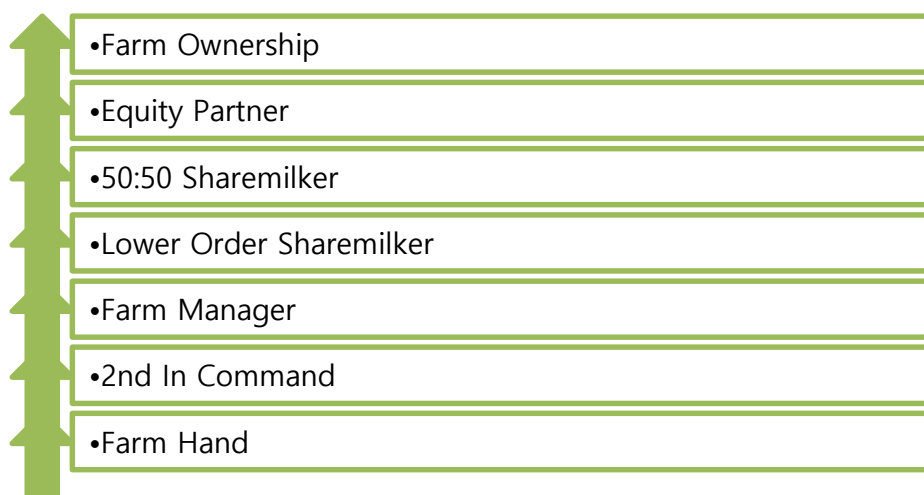 •Farm Ownership
•Equity Partner
•50:50 Sharemilker
•Lower Order Sharemilker
•Farm Manager
•2nd In Command
•Farm Hand